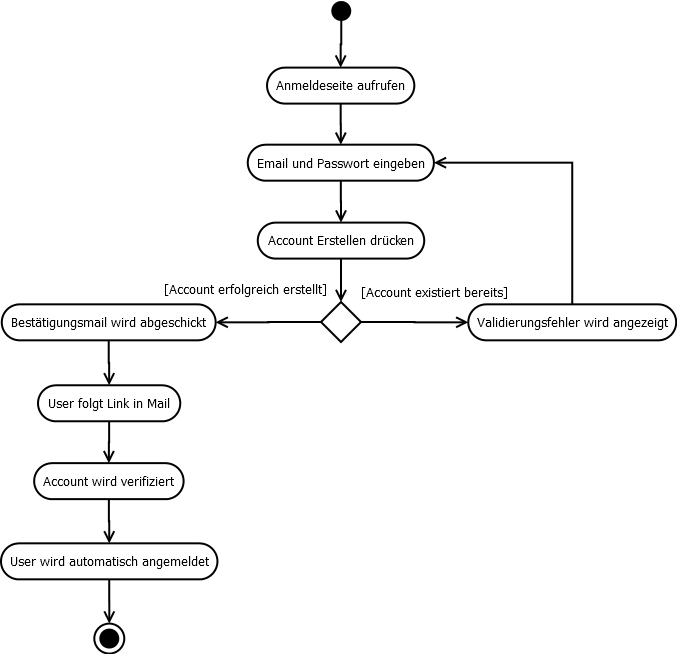 Anmeldeseite aufrufen
Email und Passwort eingeben
Account Erstellen drücken
[Account erfolgreich erstellt]
[Account existiert bereits]
Bestätigungsmail wird abgeschickt
Validierungsfehler wird angezeigt
User folgt Link in Mail
Account wird verifiziert
User wird automatisch angemeldet